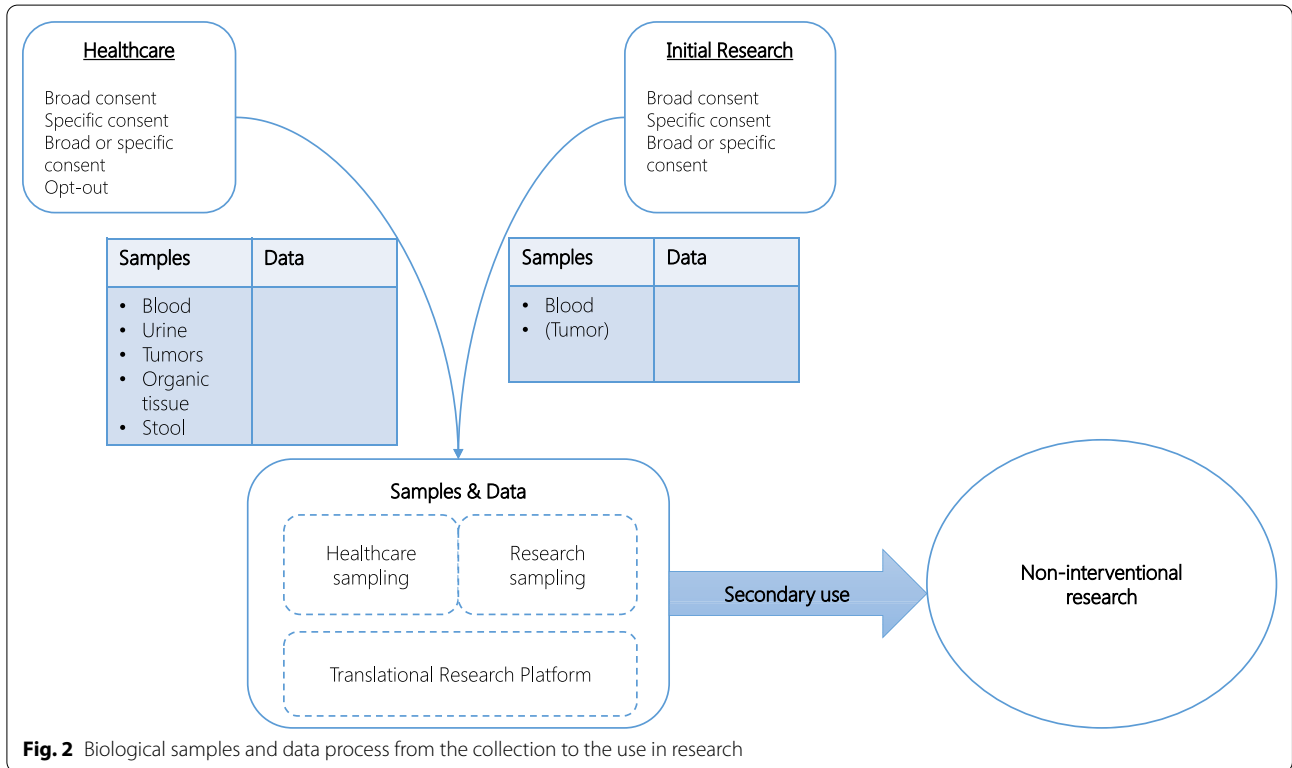 Healthcare
Broad consent
Specific consent
Broad or specific
consent
Opt-out
Initial Research
Broad consent
Specific consent
Broad or specific
consent
Samples
Data
• Blood
• Urine
• Tumors
• Organic
tissue
• Stool
Samples
Data
• Blood
• (Tumor)
Samples & Data
Healthcare
sampling
Research
sampling
Translational Research Platform
Secondary use
Non-interventional
research
Fig. 2 Biological samples and data process from the collection to the use in research